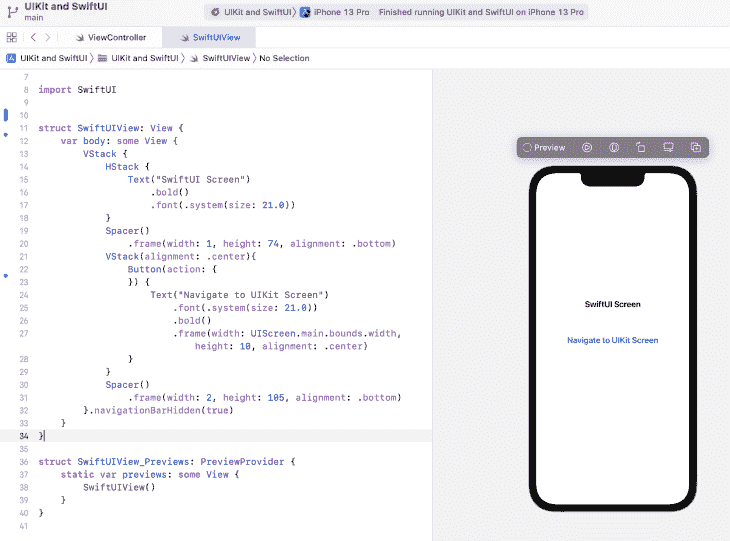 UIKit and SwiftUI
main
UIKit and SwiftUI 〉 iPhone 13 Pro Finished running UIKit and SwiftUI on iPhone 13 Pro
ViewController
SwiftUIView
UIKit and SwiftUI 〉 UIKit and SwiftUI 〉 SwiftUIView 〉 No Selection
7
8 import SwiftUI
9
10
11 struct SwiftUIView: View {
12     var body: some View {
13         VStack {
14             HStack {
15                 Text("SwiftUI Screen")
16                     .bold()
17                     .font(.system(size: 21.0))
18             }
19             Spacer()
20                 .frame(width: 1, height: 74, alignment: .bottom)
21             VStack(alignment: .center){
22                 Button(action: {
23                 }) {
24                     Text("Navigate to UIKit Screen")
25                         .font(.system(size: 21.0))
26                         .bold()
27                         .frame(width: UIScreen.main.bounds.width,
                            height: 10, alignment: .center)
28                 }
29             }
30             Spacer()
31                 .frame(width: 2, height: 105, alignment: .bottom)
32         }.navigationBarHidden(true)
33     }
34 }
35
36 struct SwiftUIView_Previews: PreviewProvider {
37     static var previews: some View {
38         SwiftUIView()
39     }
40 }
41
Preview
SwiftUI Screen
Navigate to UIKit Screen